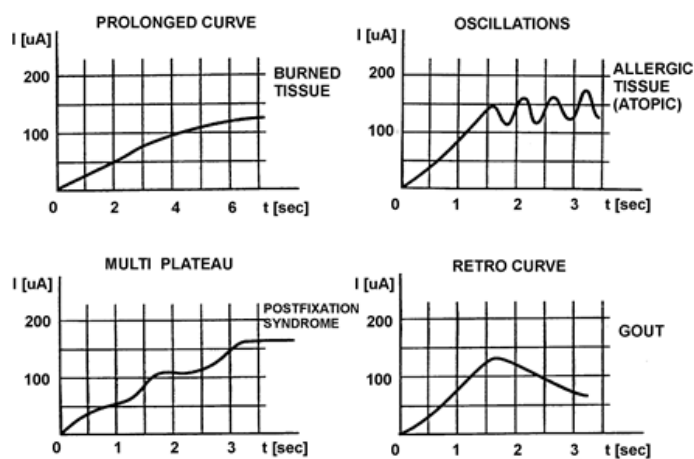 PROLONGED CURVE
I [uA]
200
100
0
2
4
6
t [sec]
BURNED
TISSUE
OSCILLATIONS
I [uA]
200
100
0
1
2
3
t [sec]
ALLERGIC
TISSUE
(ATOPIC)
MULTI PLATEAU
I [uA]
200
100
0
1
2
3
t [sec]
POSTFIXATION
SYNDROME
RETRO CURVE
I [uA]
200
100
0
1
2
3
t [sec]
GOUT